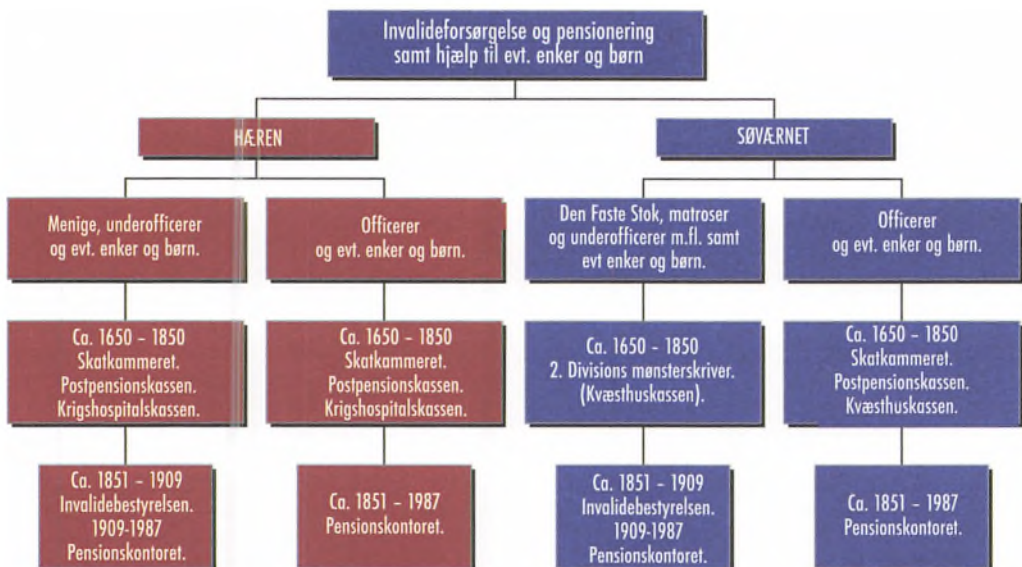 Invalideforsørgelse og pensionering
samt hjælp til evt. enker og børn
HÆREN
SØVÆRNET
Menige, underofficerer
og evt. enker og børn.
Officerer
og evt. enker og børn.
Den Faste Stok, matroser
og underofficerer m.fl. samt
evt enker og børn.
Officerer
og evt. enker og børn.
Ca. 1650 – 1850
Skatkammeret.
Postpensionskassen.
Krigshospitalskassen.
Ca. 1650 – 1850
Skatkammeret.
Postpensionskassen.
Krigshospitalskassen.
Ca. 1650 – 1850
2. Divisions mønsterskriver.
(Kvæsthuskassen).
Ca. 1650 – 1850
Skatkammeret.
Postpensionskassen.
Kvæsthuskassen.
Ca. 1851 – 1909
Invalidebestyrelsen.
1909-1987
Pensionskontoret.
Ca. 1851 – 1987
Pensionskontoret.
Ca. 1851 – 1909
Invalidebestyrelsen.
1909-1987
Pensionskontoret.
Ca. 1851 – 1987
Pensionskontoret.